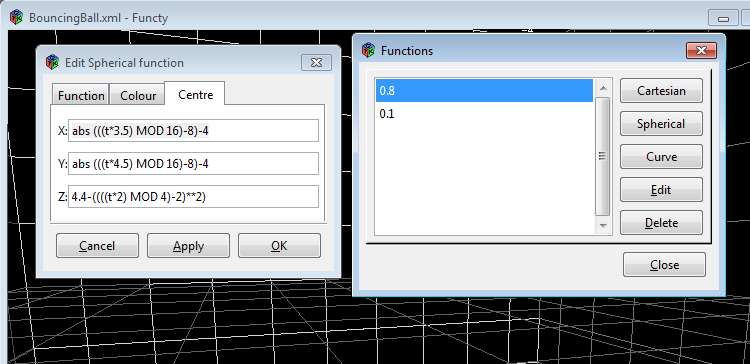 BouncingBall.xml - Functy
Edit Spherical function
Function Colour Centre
X: abs (((t*3.5) MOD 16)-8)-4
Y: abs (((t*4.5) MOD 16)-8)-4
Z: 4.4-((((t*2) MOD 4)-2)**2)
Cancel Apply OK
Functions
0.8
0.1
Cartesian
Spherical
Curve
Edit
Delete
Close